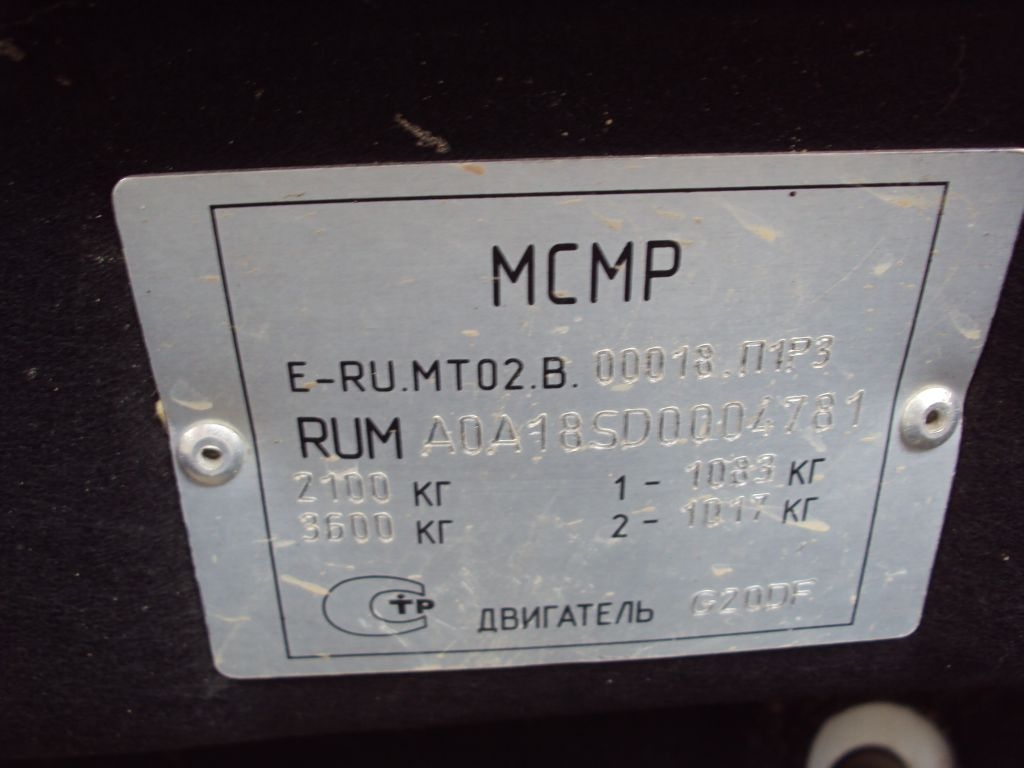 МСМР
E-RU.MT02.B.00018.П1Р3
RUM A0A18SD0004781
2100 КГ 1 - 1083 КГ
3600 КГ 2 - 1017 КГ
СТР ДВИГАТЕЛЬ G20DF